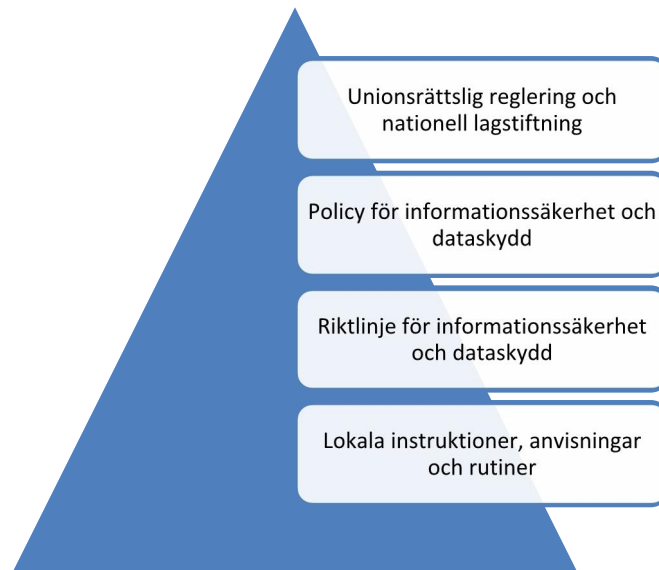 Unionsrättslig reglering och
nationell lagstiftning
Policy för informationssäkerhet och
dataskydd
Riktlinje för informationssäkerhet
och dataskydd
Lokala instruktioner, anvisningar
och rutiner